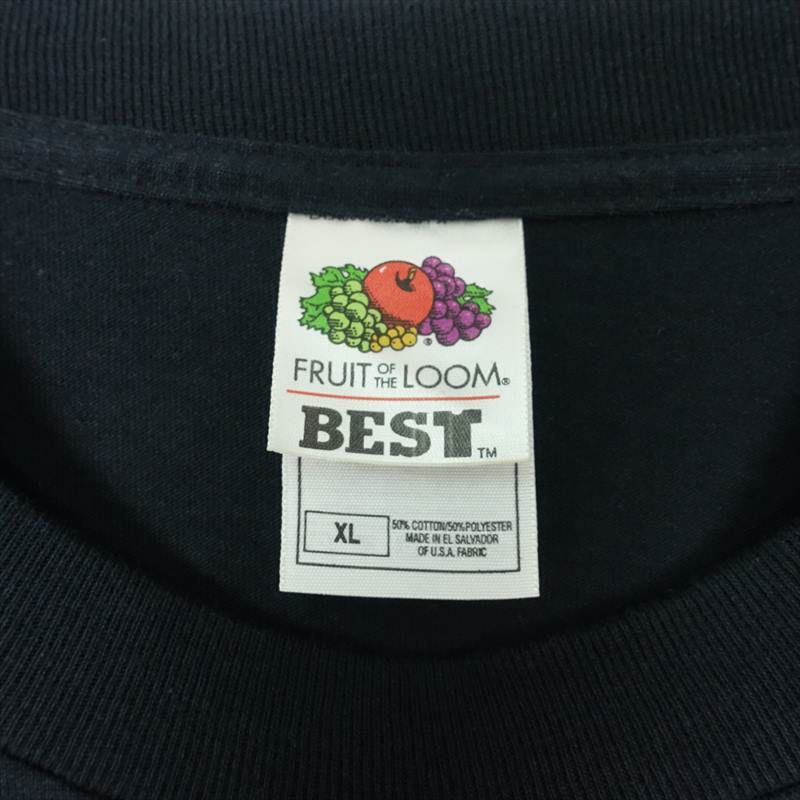 ®
FRUIT OF THE LOOM®
BEST™
XL
50% COTTON/50% POLYESTER
MADE IN EL SALVADOR
OF U.S.A. FABRIC